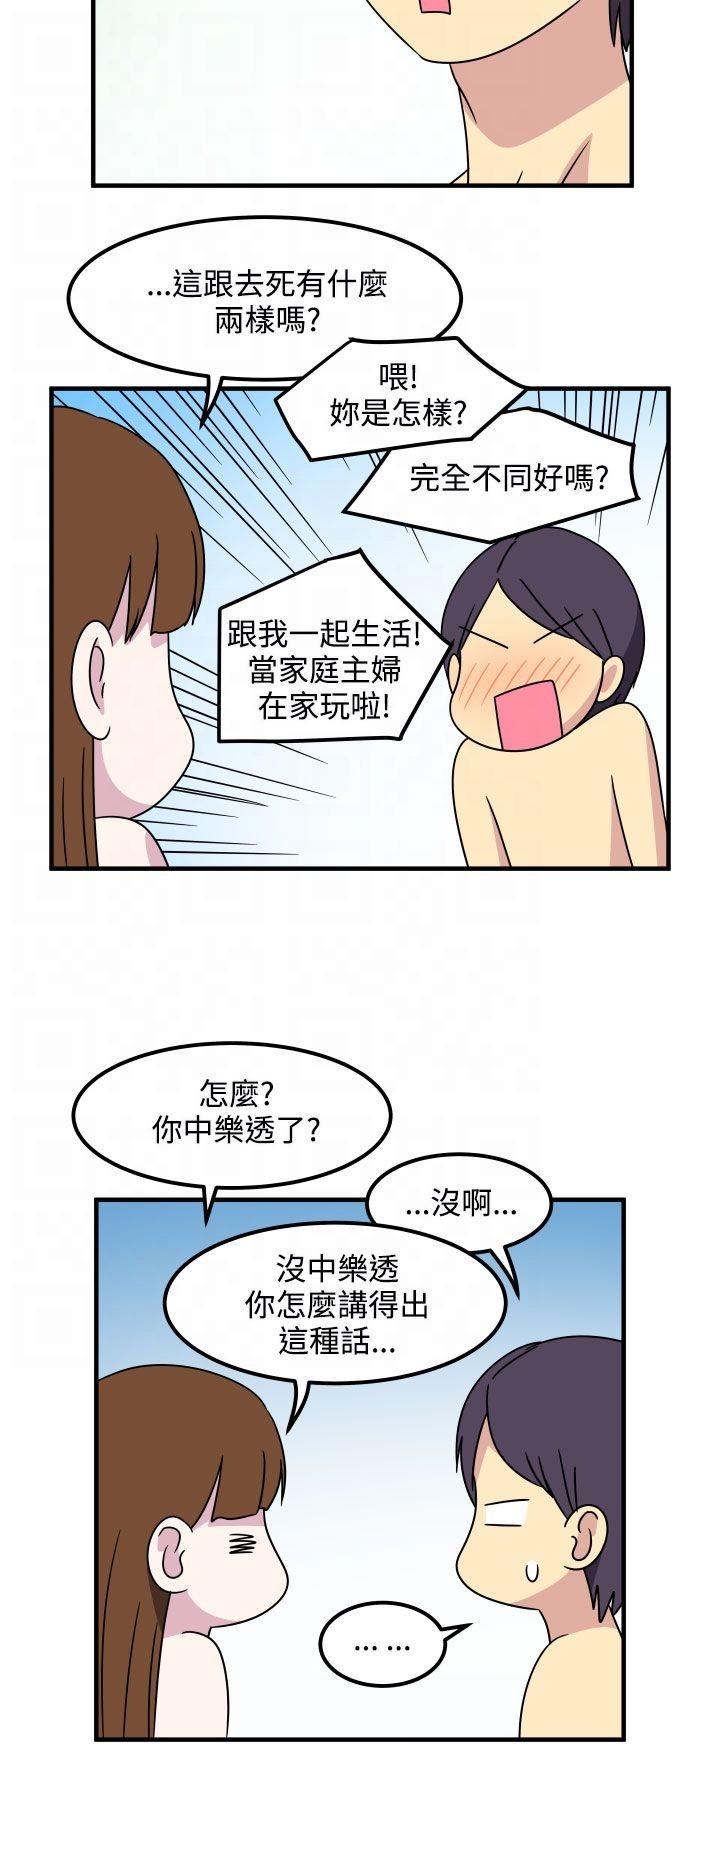 ...這跟去死有什麼
兩樣嗎?
喂!
妳是怎樣?
完全不同好嗎?
跟我一起生活!
當家庭主婦
在家玩啦!
怎麼?
你中樂透了?
...沒啊...
沒中樂透
你怎麼講得出
這種話...
... ...